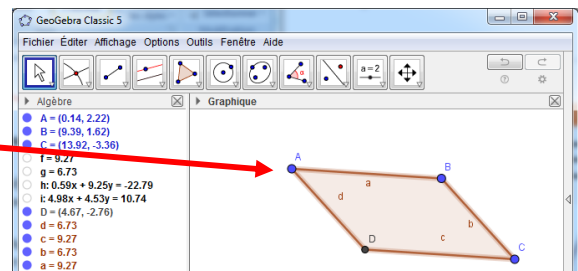 GeoGebra Classic 5
Fichier Éditer Affichage Options Outils Fenêtre Aide
a=2
Algèbre
Graphique
A = (0.14, 2.22)
B = (9.39, 1.62)
C = (13.92, -3.36)
f = 9.27
g = 6.73
h: 0.59x + 9.25y = -22.79
i: 4.98x + 4.53y = 10.74
D = (4.67, -2.76)
d = 6.73
c = 9.27
b = 6.73
a = 9.27
A
B
a
d
b
D
c
C